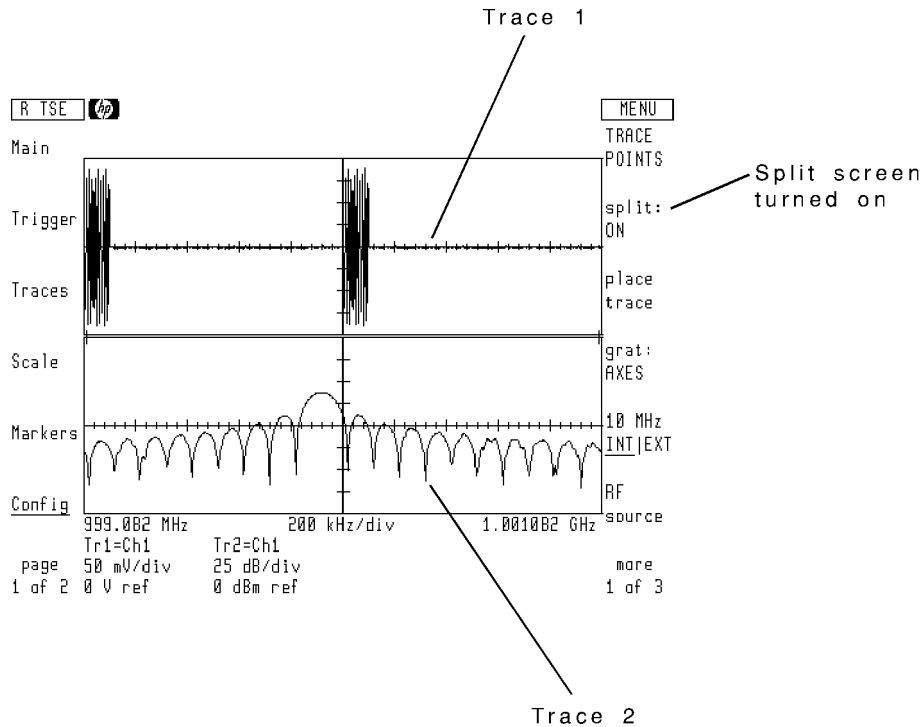 Trace 1
R TSE
hp
MENU
Main
TRACE
POINTS
Split screen
turned on
Trigger
split:
ON
Traces
place
trace
Scale
grat:
AXES
Markers
10 MHz
INT|EXT
Config
RF
source
999.082 MHz 200 kHz/div 1.001082 GHz
Tr1=Ch1 Tr2=Ch1
page 50 mV/div 25 dB/div more
1 of 2 0 V ref 0 dBm ref 1 of 3
Trace 2